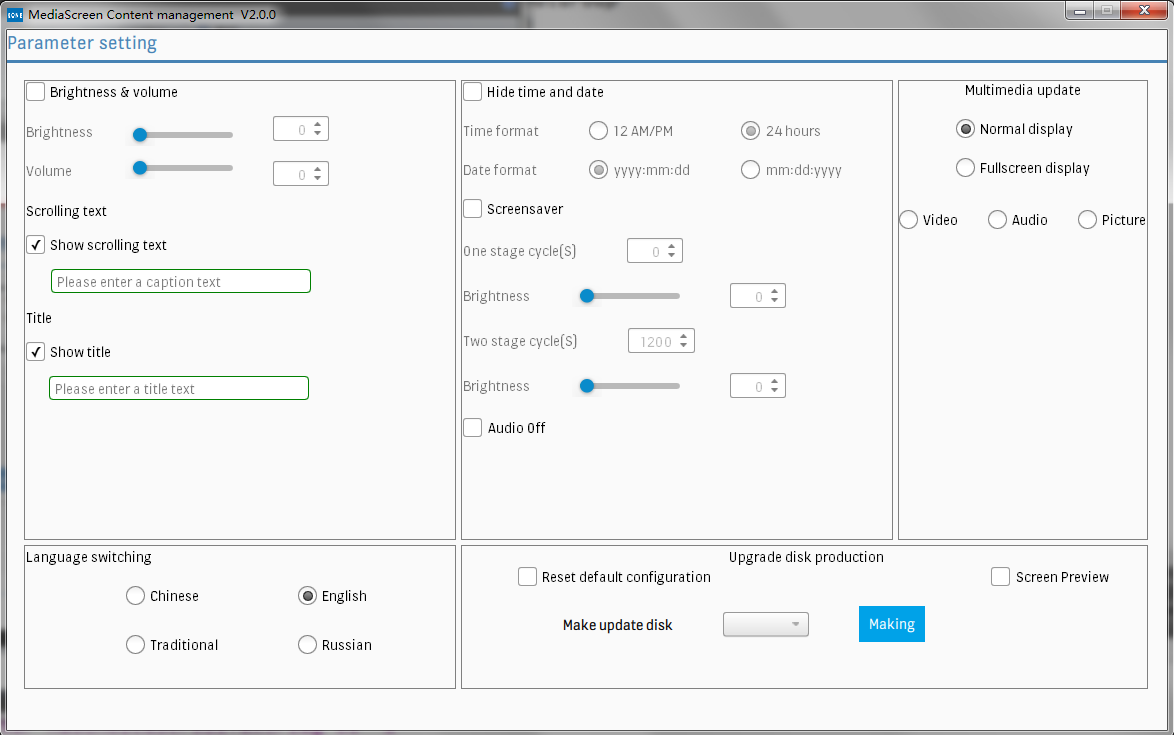 MediaScreen Content management V2.0.0
Parameter setting
Brightness & volume
Brightness 0
Volume 0
Scrolling text
Show scrolling text
Please enter a caption text
Title
Show title
Please enter a title text
Hide time and date
Time format 12 AM/PM 24 hours
Date format yyyy:mm:dd mm:dd:yyyy
Screensaver
One stage cycle(S) 0
Brightness 0
Two stage cycle(S) 1200
Brightness 0
Audio Off
Multimedia update
Normal display
Fullscreen display
Video Audio Picture
Language switching
Chinese English
Traditional Russian
Upgrade disk production
Reset default configuration Screen Preview
Make update disk Making